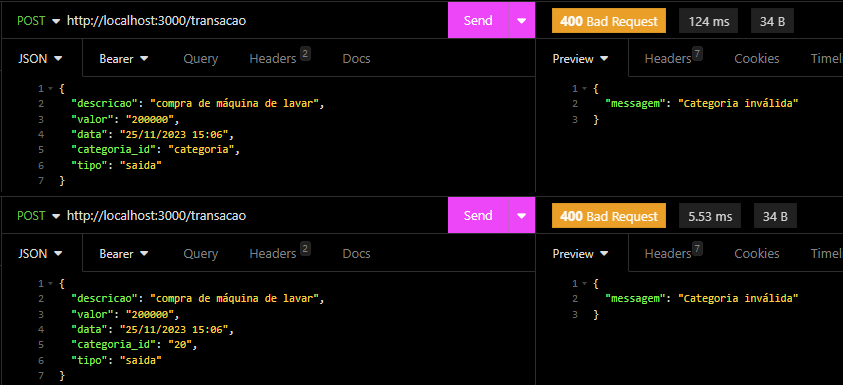 POST http://localhost:3000/transacao Send 400 Bad Request 124 ms 34 B
JSON Bearer Query Headers 2 Docs Preview Headers 7 Cookies Timel
1 { 1 {
2 "descricao": "compra de máquina de lavar", 2 "messagem": "Categoria inválida"
3 "valor": "200000", 3 }
4 "data": "25/11/2023 15:06",
5 "categoria_id": "categoria",
6 "tipo": "saida"
7 }
POST http://localhost:3000/transacao Send 400 Bad Request 5.53 ms 34 B
JSON Bearer Query Headers 2 Docs Preview Headers 7 Cookies Timel
1 { 1 {
2 "descricao": "compra de máquina de lavar", 2 "messagem": "Categoria inválida"
3 "valor": "200000", 3 }
4 "data": "25/11/2023 15:06",
5 "categoria_id": "20",
6 "tipo": "saida"
7 }